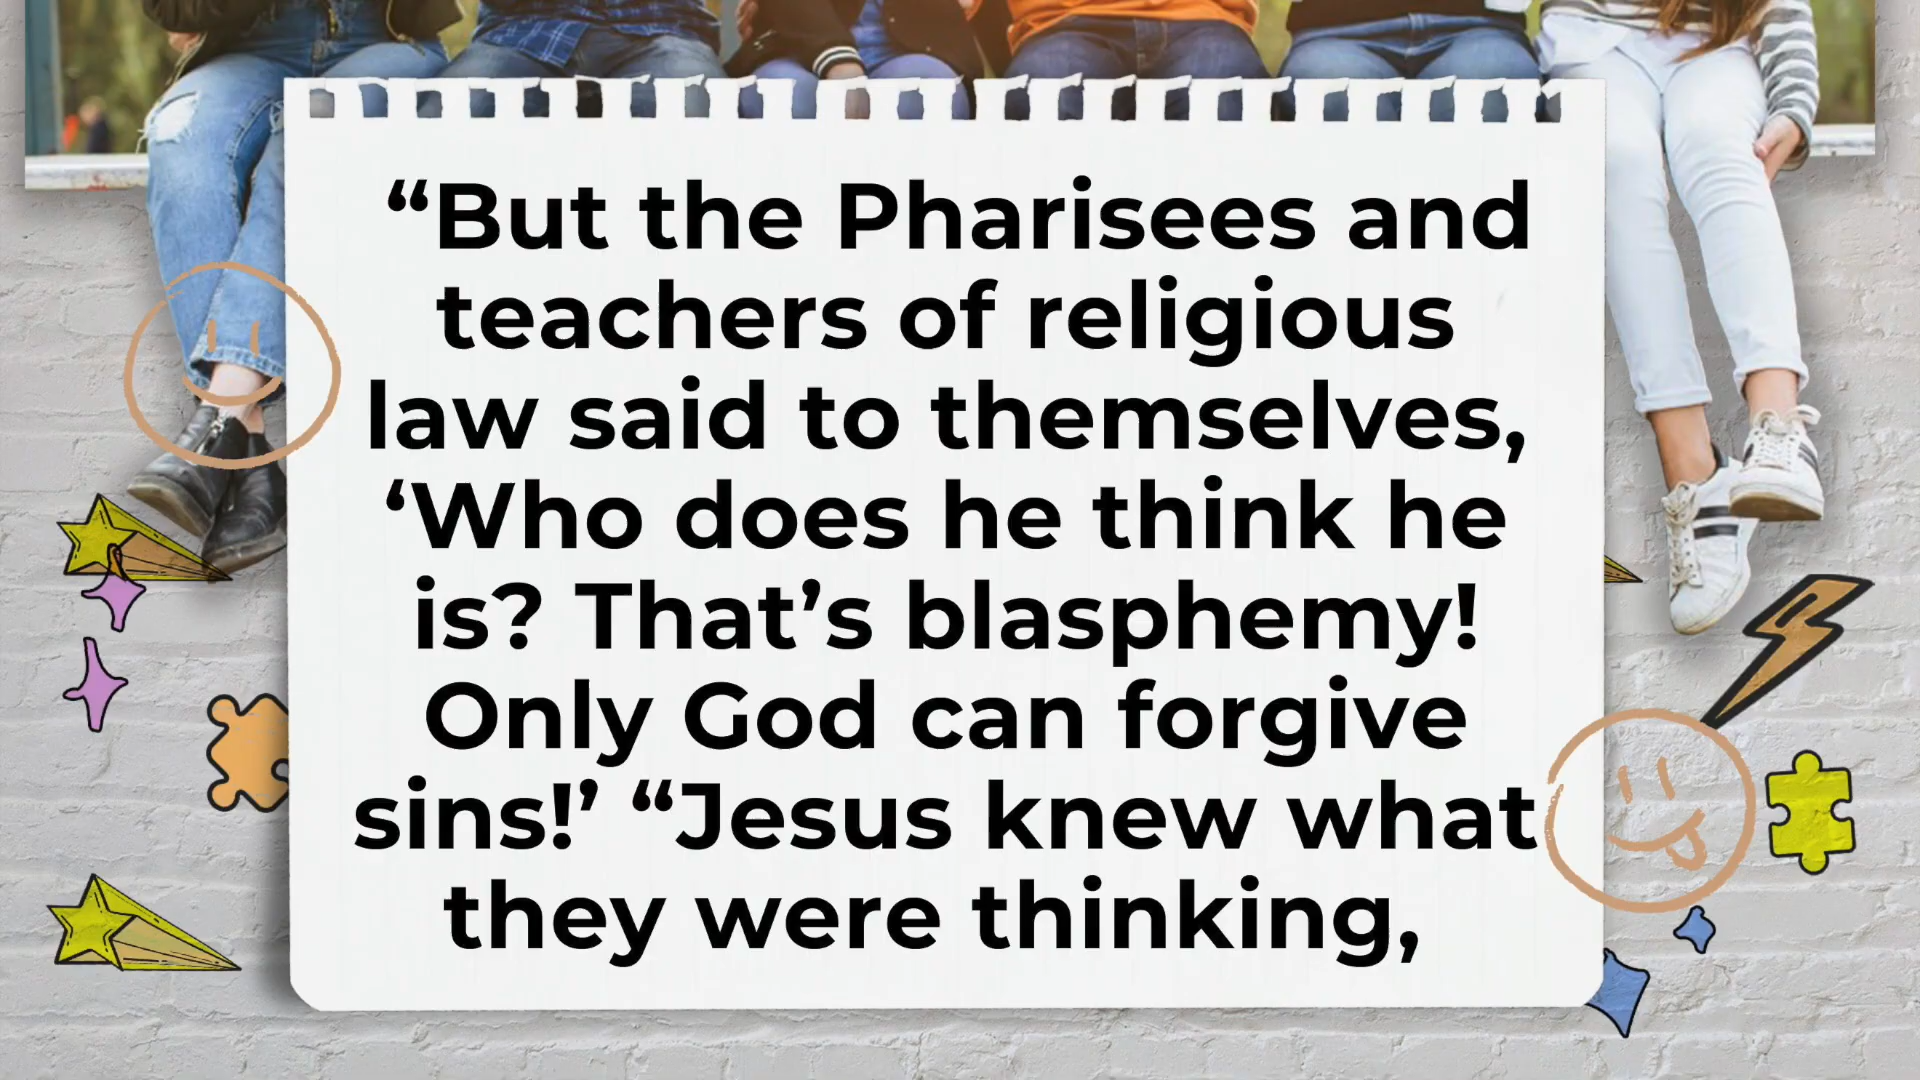 “But the Pharisees and
teachers of religious
law said to themselves,
‘Who does he think he
is? That’s blasphemy!
Only God can forgive
sins!’ “Jesus knew what
they were thinking,